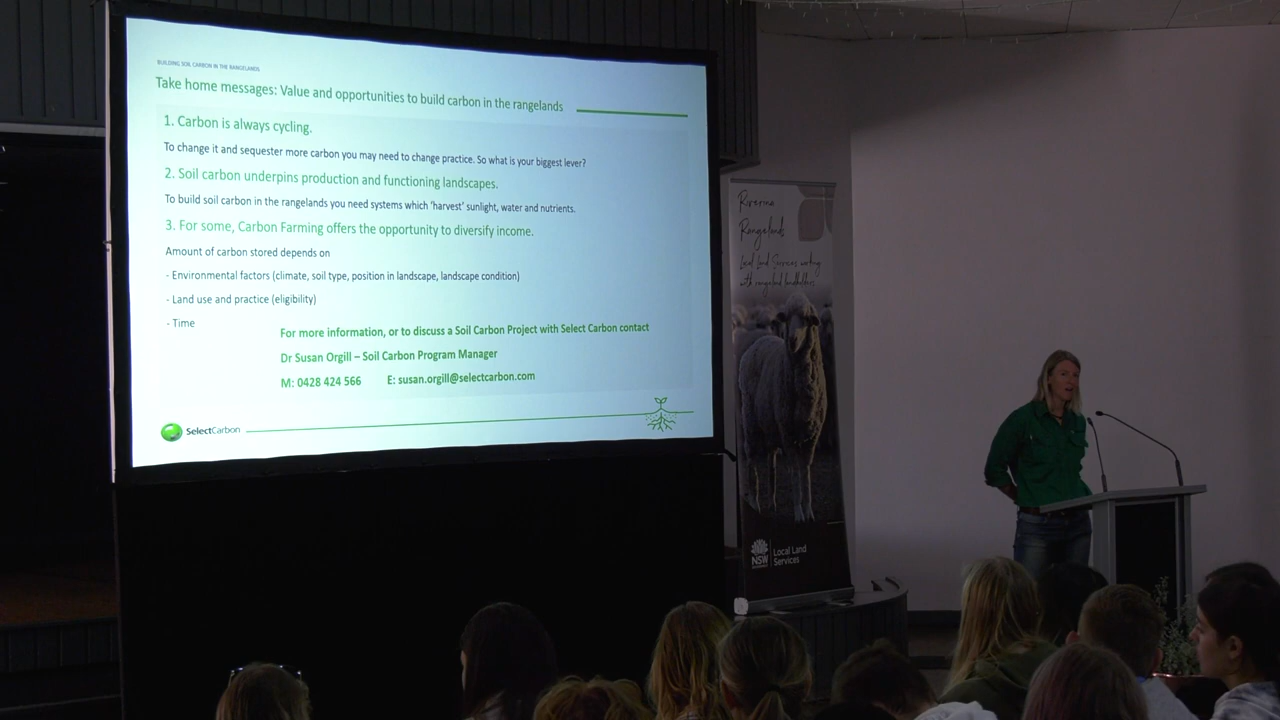 BUILDING SOIL CARBON IN THE RANGELANDS
Take home messages: Value and opportunities to build carbon in the rangelands
1. Carbon is always cycling.
To change it and sequester more carbon you may need to change practice. So what is your biggest lever?
2. Soil carbon underpins production and functioning landscapes.
To build soil carbon in the rangelands you need systems which 'harvest' sunlight, water and nutrients.
3. For some, Carbon Farming offers the opportunity to diversify income.
Amount of carbon stored depends on
- Environmental factors (climate, soil type, position in landscape, landscape condition)
- Land use and practice (eligibility)
- Time
For more information, or to discuss a Soil Carbon Project with Select Carbon contact
Dr Susan Orgill – Soil Carbon Program Manager
M: 0428 424 566 E: susan.orgill@selectcarbon.com
SelectCarbon
Riverina
Rangelands
Local Land Services working
with rangeland landholders
NSW
Local Land
Services